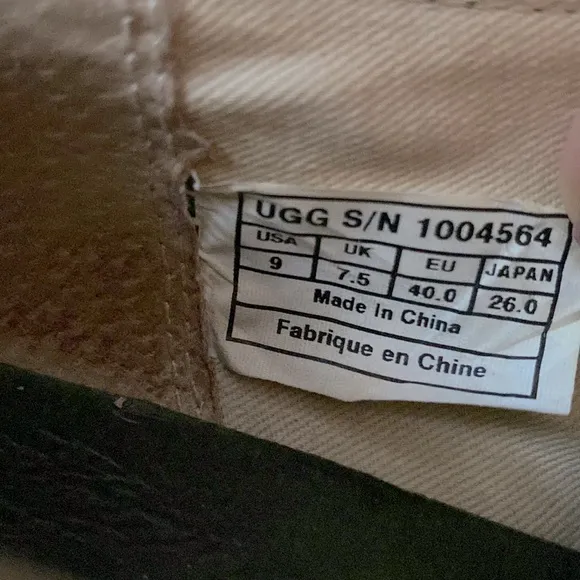 UGG S/N 1004564
USA UK EU JAPAN
9 7.5 40.0 26.0
Made In China
Fabrique en Chine